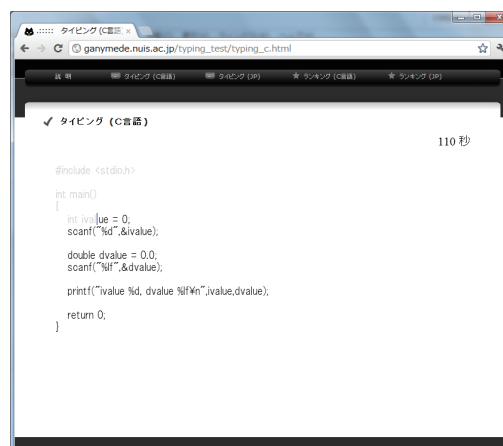 .::::: タイピング (C言語
ganymede.nuis.ac.jp/typing_test/typing_c.html
説 明 タイピング (C言語) タイピング (JP) ランキング (C言語) ランキング (JP)
タイピング (C言語)
110 秒
#include <stdio.h>
int main()
{
int ivalue = 0;
scanf("%d",&ivalue);
double dvalue = 0.0;
scanf("%lf",&dvalue);
printf("ivalue %d, dvalue %lf¥n",ivalue,dvalue);
return 0;
}